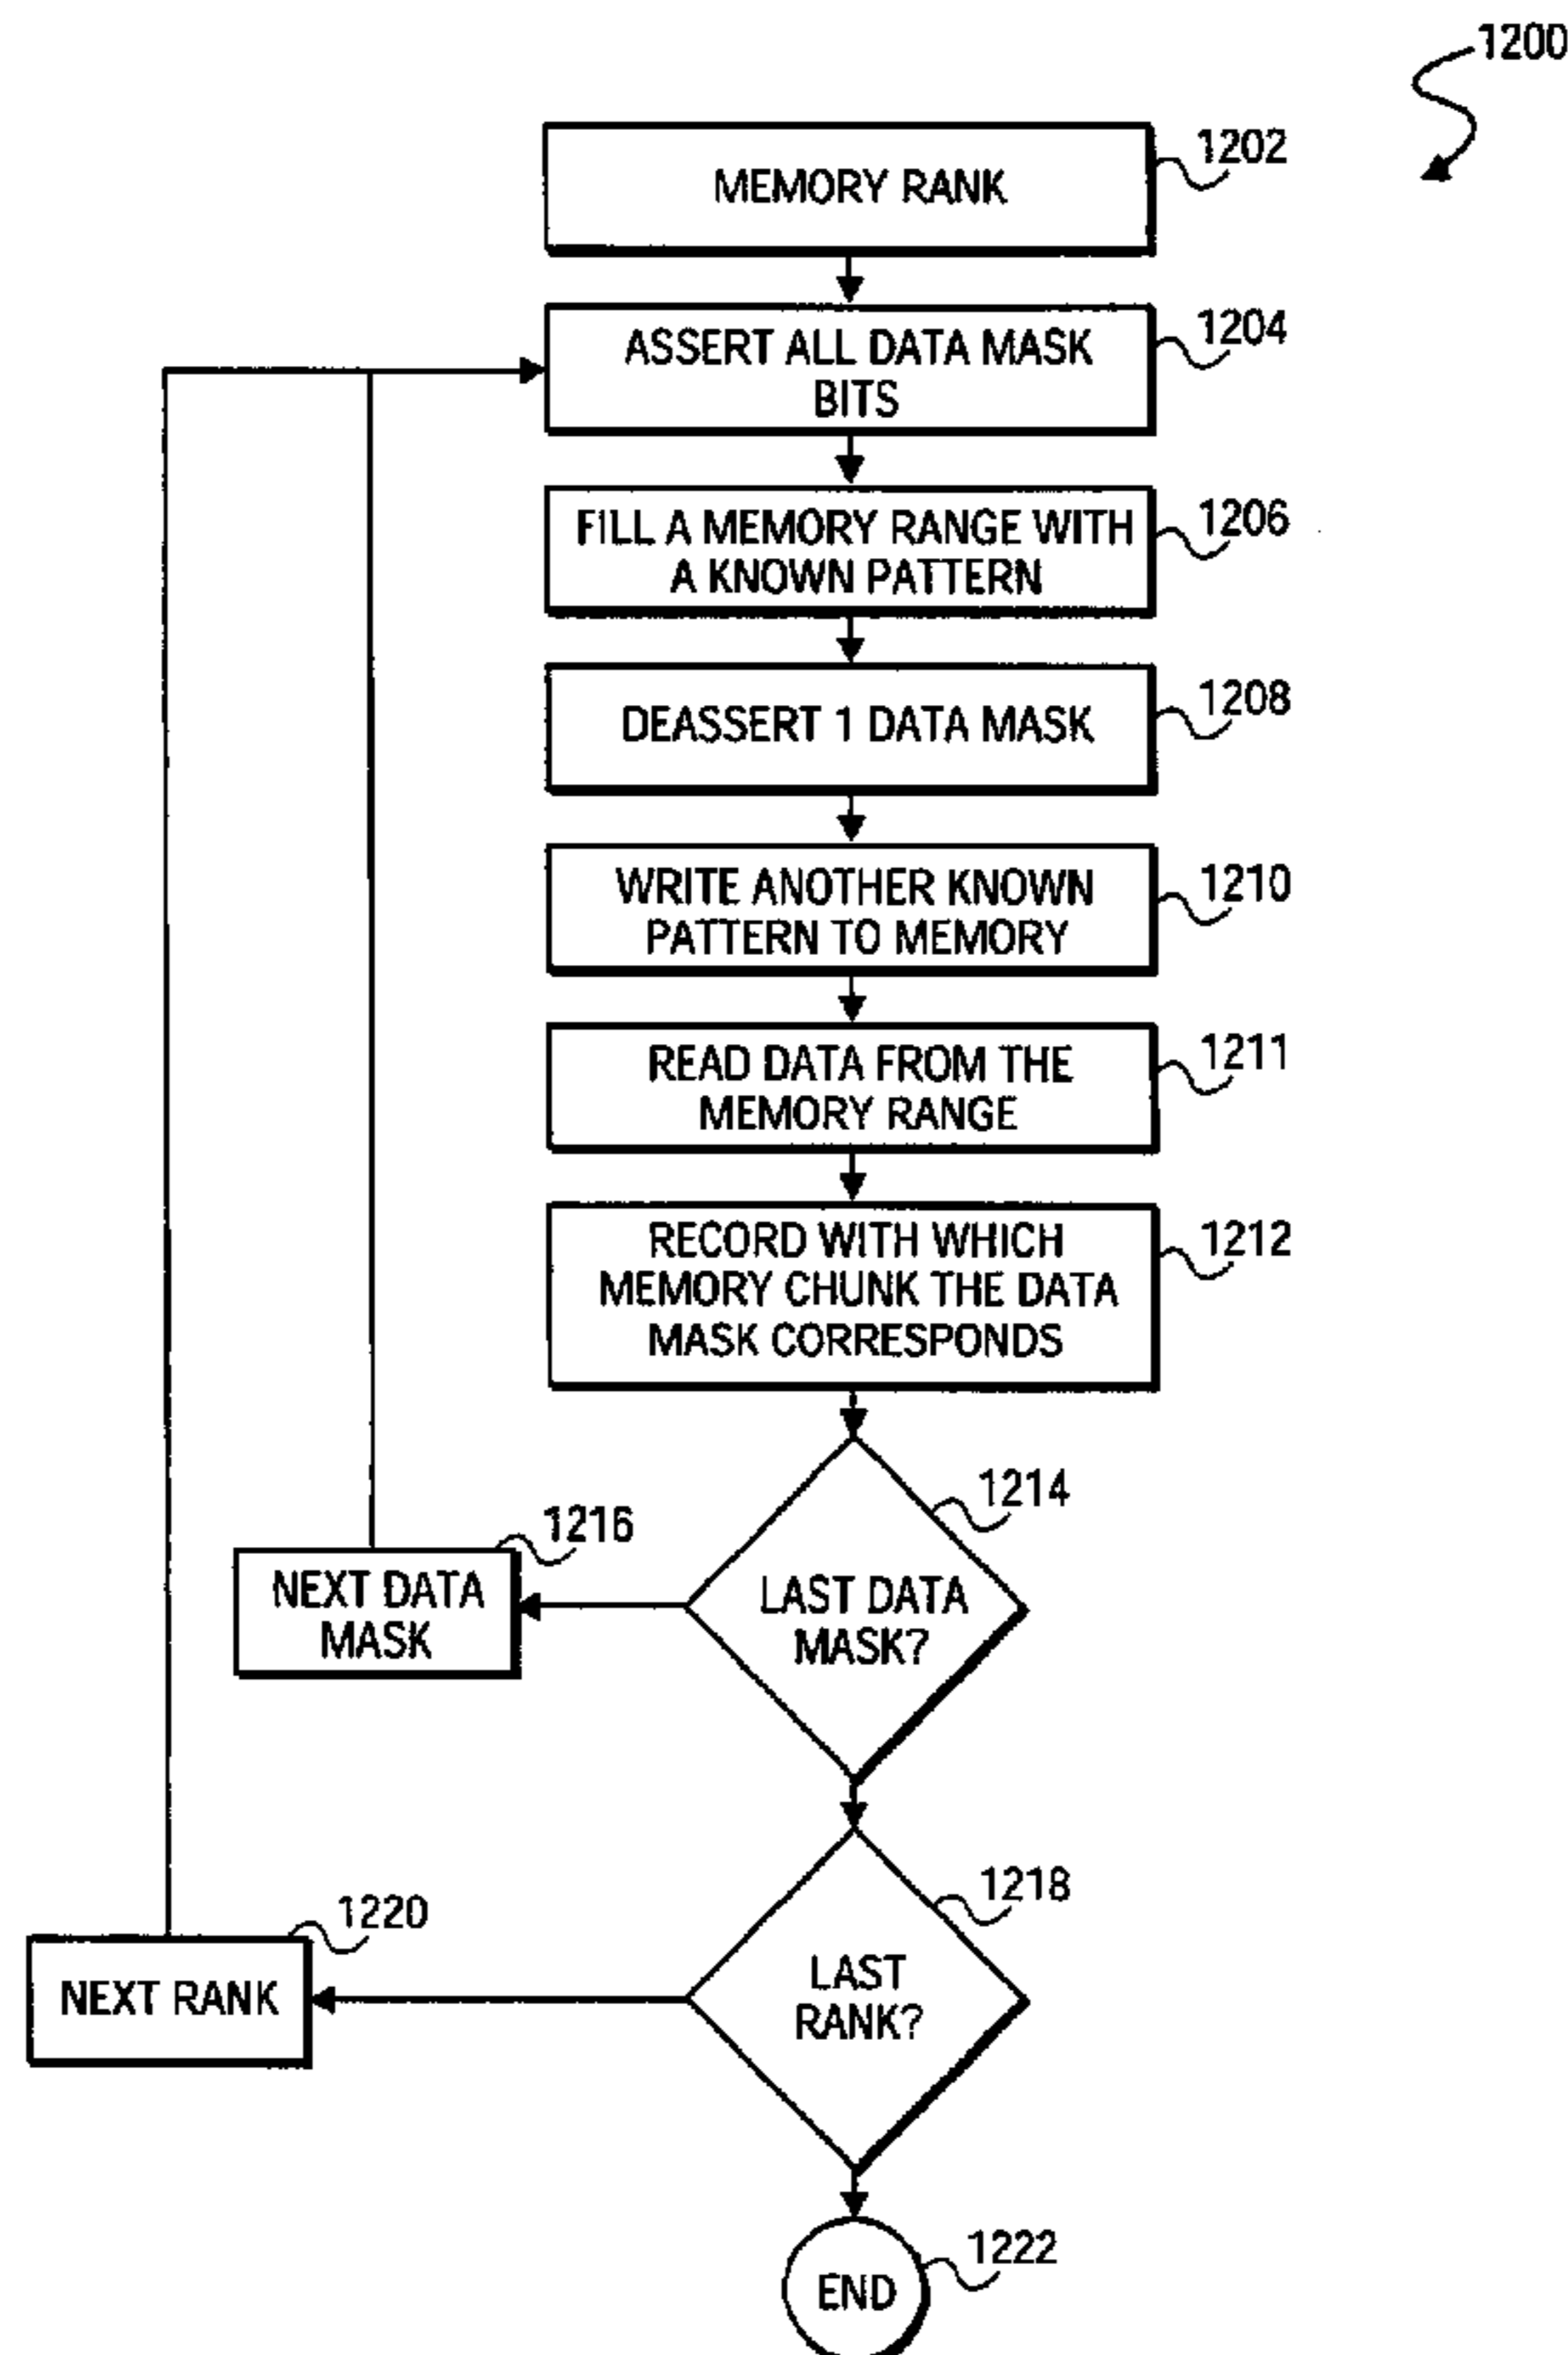 1200
MEMORY RANK
1202
ASSERT ALL DATA MASK
BITS
1204
FILL A MEMORY RANGE WITH
A KNOWN PATTERN
1206
DEASSERT 1 DATA MASK
1208
WRITE ANOTHER KNOWN
PATTERN TO MEMORY
1210
READ DATA FROM THE
MEMORY RANGE
1211
RECORD WITH WHICH
MEMORY CHUNK THE DATA
MASK CORRESPONDS
1212
LAST DATA
MASK?
1214
NEXT DATA
MASK
1216
LAST
RANK?
1218
NEXT RANK
1220
END
1222